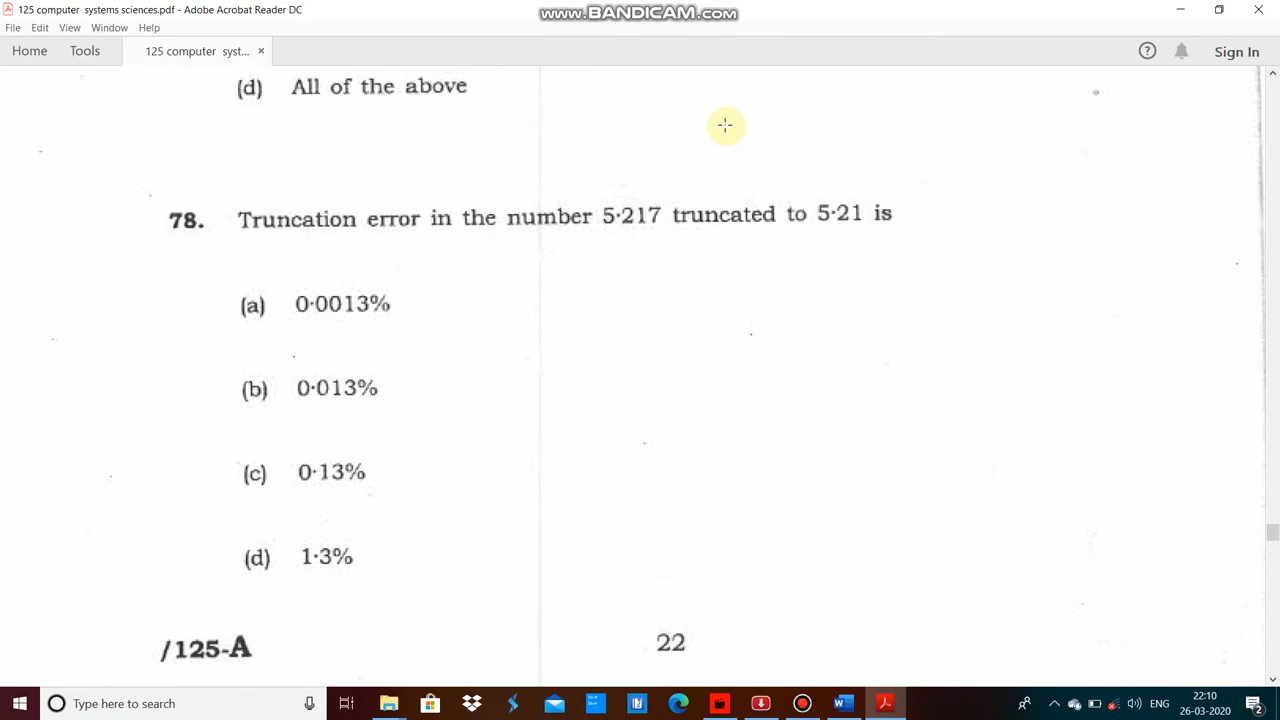 125 computer systems sciences.pdf - Adobe Acrobat Reader DC
www.BANDICAM.com
File Edit View Window Help
Home Tools 125 computer syst... × Sign In
(d) All of the above
78. Truncation error in the number 5·217 truncated to 5·21 is
(a) 0·0013%
(b) 0·013%
(c) 0·13%
(d) 1·3%
/125-A 22
Type here to search
ENG
22:10
26-03-2020
2